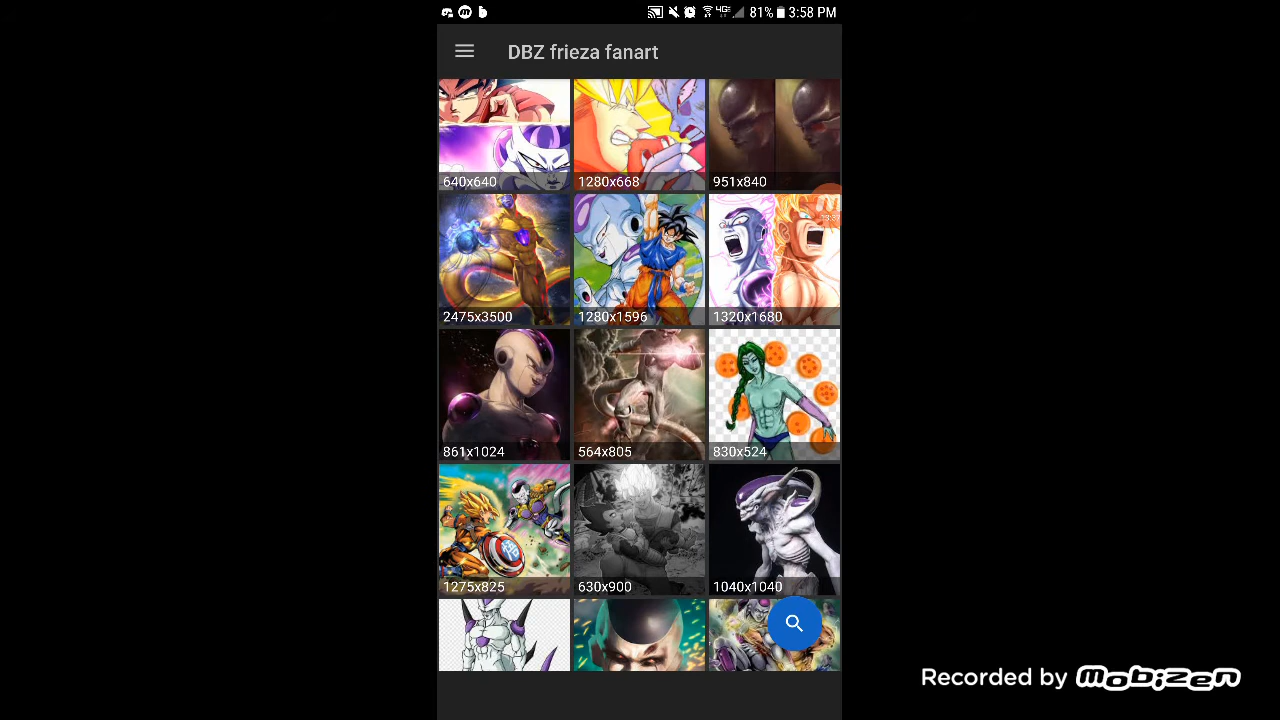 4G 81% 3:58 PM
DBZ frieza fanart
640x640 1280x668 951x840
2475x3500 1280x1596 1320x1680
861x1024 564x805 830x524
1275x825 630x900 1040x1040
Recorded by Mobizen